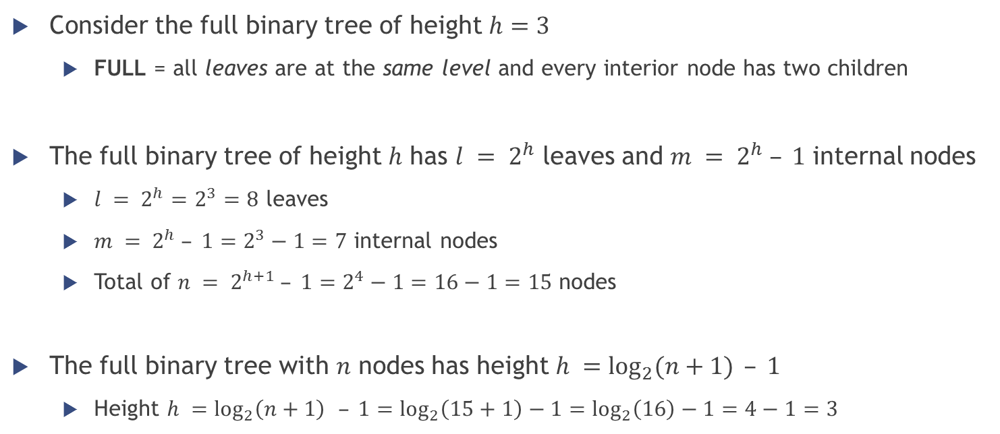 ▶ Consider the full binary tree of height ℎ = 3
▶ FULL = all leaves are at the same level and every interior node has two children
▶ The full binary tree of height ℎ has 𝑙 = 2^ℎ leaves and 𝑚 = 2^ℎ – 1 internal nodes
▶ 𝑙 = 2^ℎ = 2^3 = 8 leaves
▶ 𝑚 = 2^ℎ – 1 = 2^3 − 1 = 7 internal nodes
▶ Total of 𝑛 = 2^{ℎ+1} – 1 = 2^4 − 1 = 16 − 1 = 15 nodes
▶ The full binary tree with 𝑛 nodes has height ℎ = log₂(𝑛 + 1) – 1
▶ Height ℎ = log₂(𝑛 + 1) – 1 = log₂(15 + 1) − 1 = log₂(16) − 1 = 4 − 1 = 3